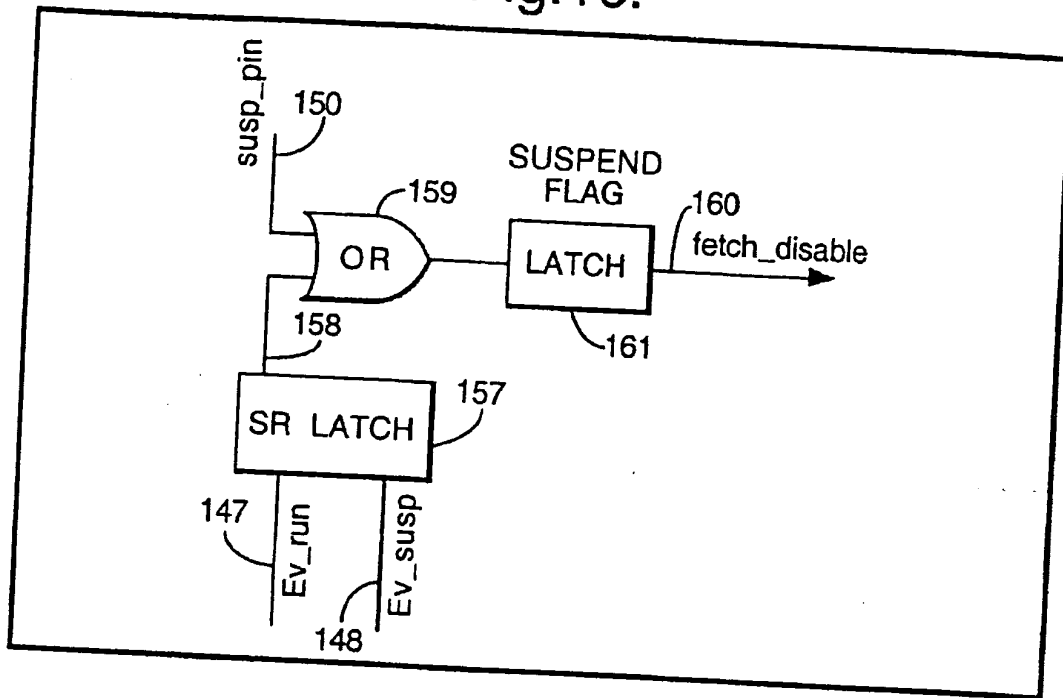 susp_pin
150
159
OR
SUSPEND
FLAG
LATCH
160
fetch_disable
161
158
SR LATCH
157
147
Ev_run
Ev_susp
148